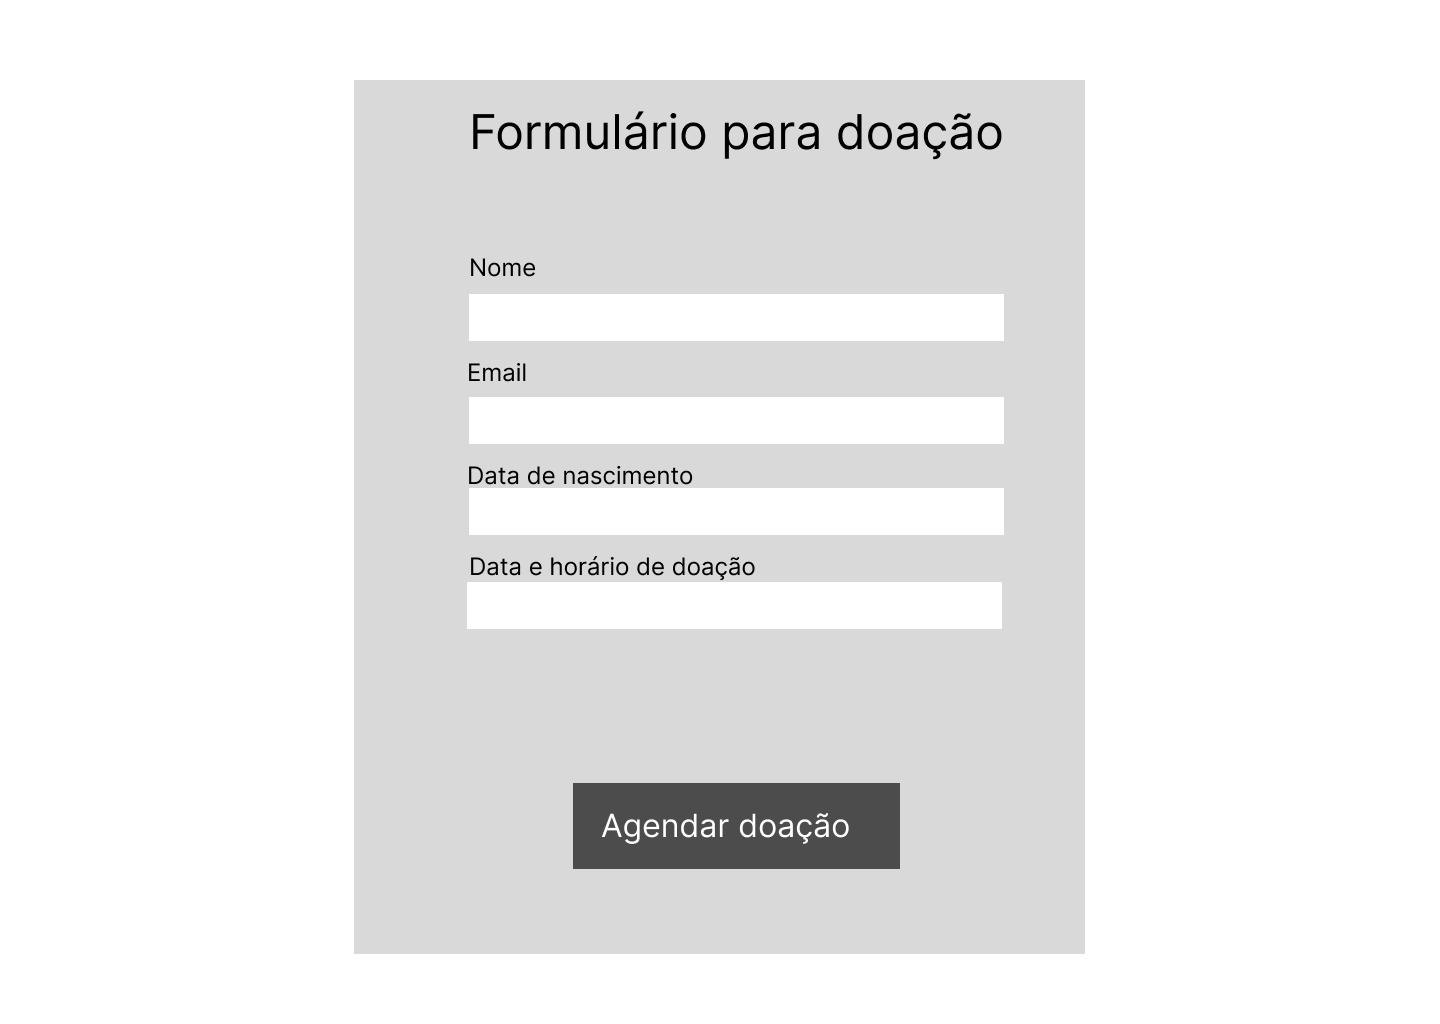 Formulário para doação
Nome
Email
Data de nascimento
Data e horário de doação
Agendar doação